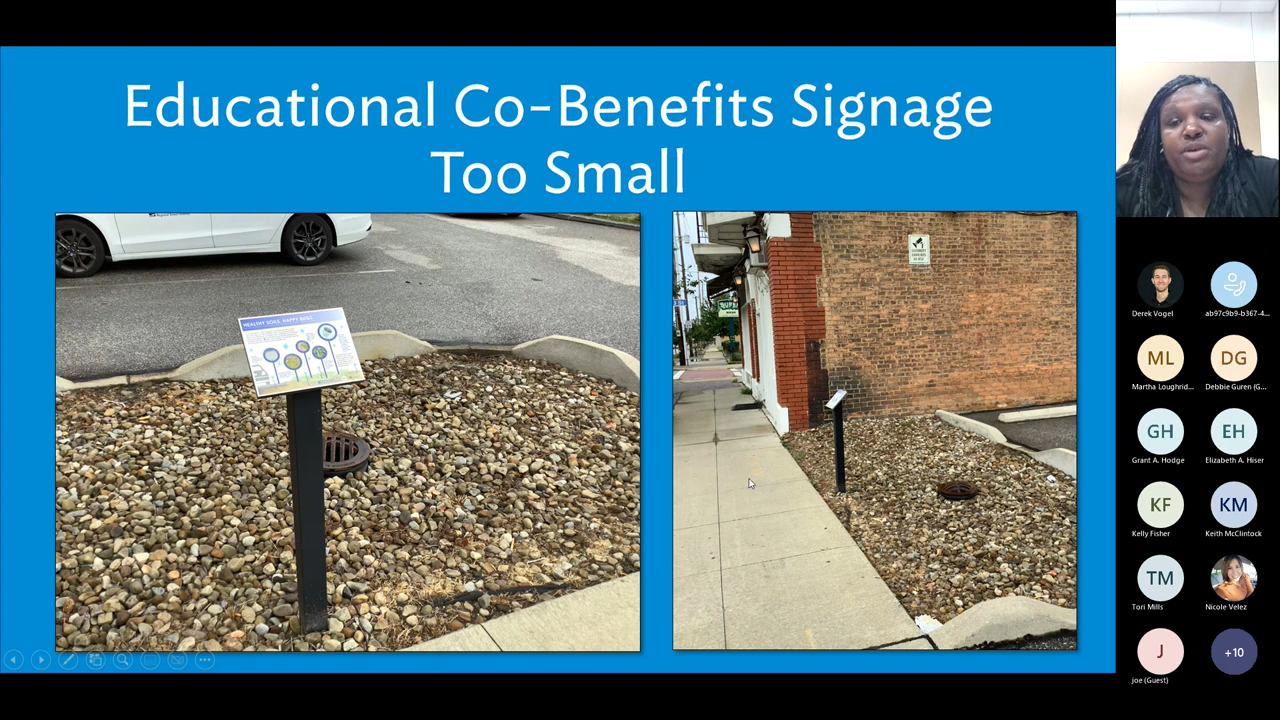 Educational Co-Benefits Signage
Too Small
HEALTHY SOILS, HAPPY BUGS
Derek Vogel
ab97c9b9-b367-4...
ML
Martha Loughrid...
DG
Debbie Guren (G...
GH
Grant A. Hodge
EH
Elizabeth A. Hiser
KF
Kelly Fisher
KM
Keith McClintock
TM
Tori Mills
Nicole Velez
J
joe (Guest)
+10